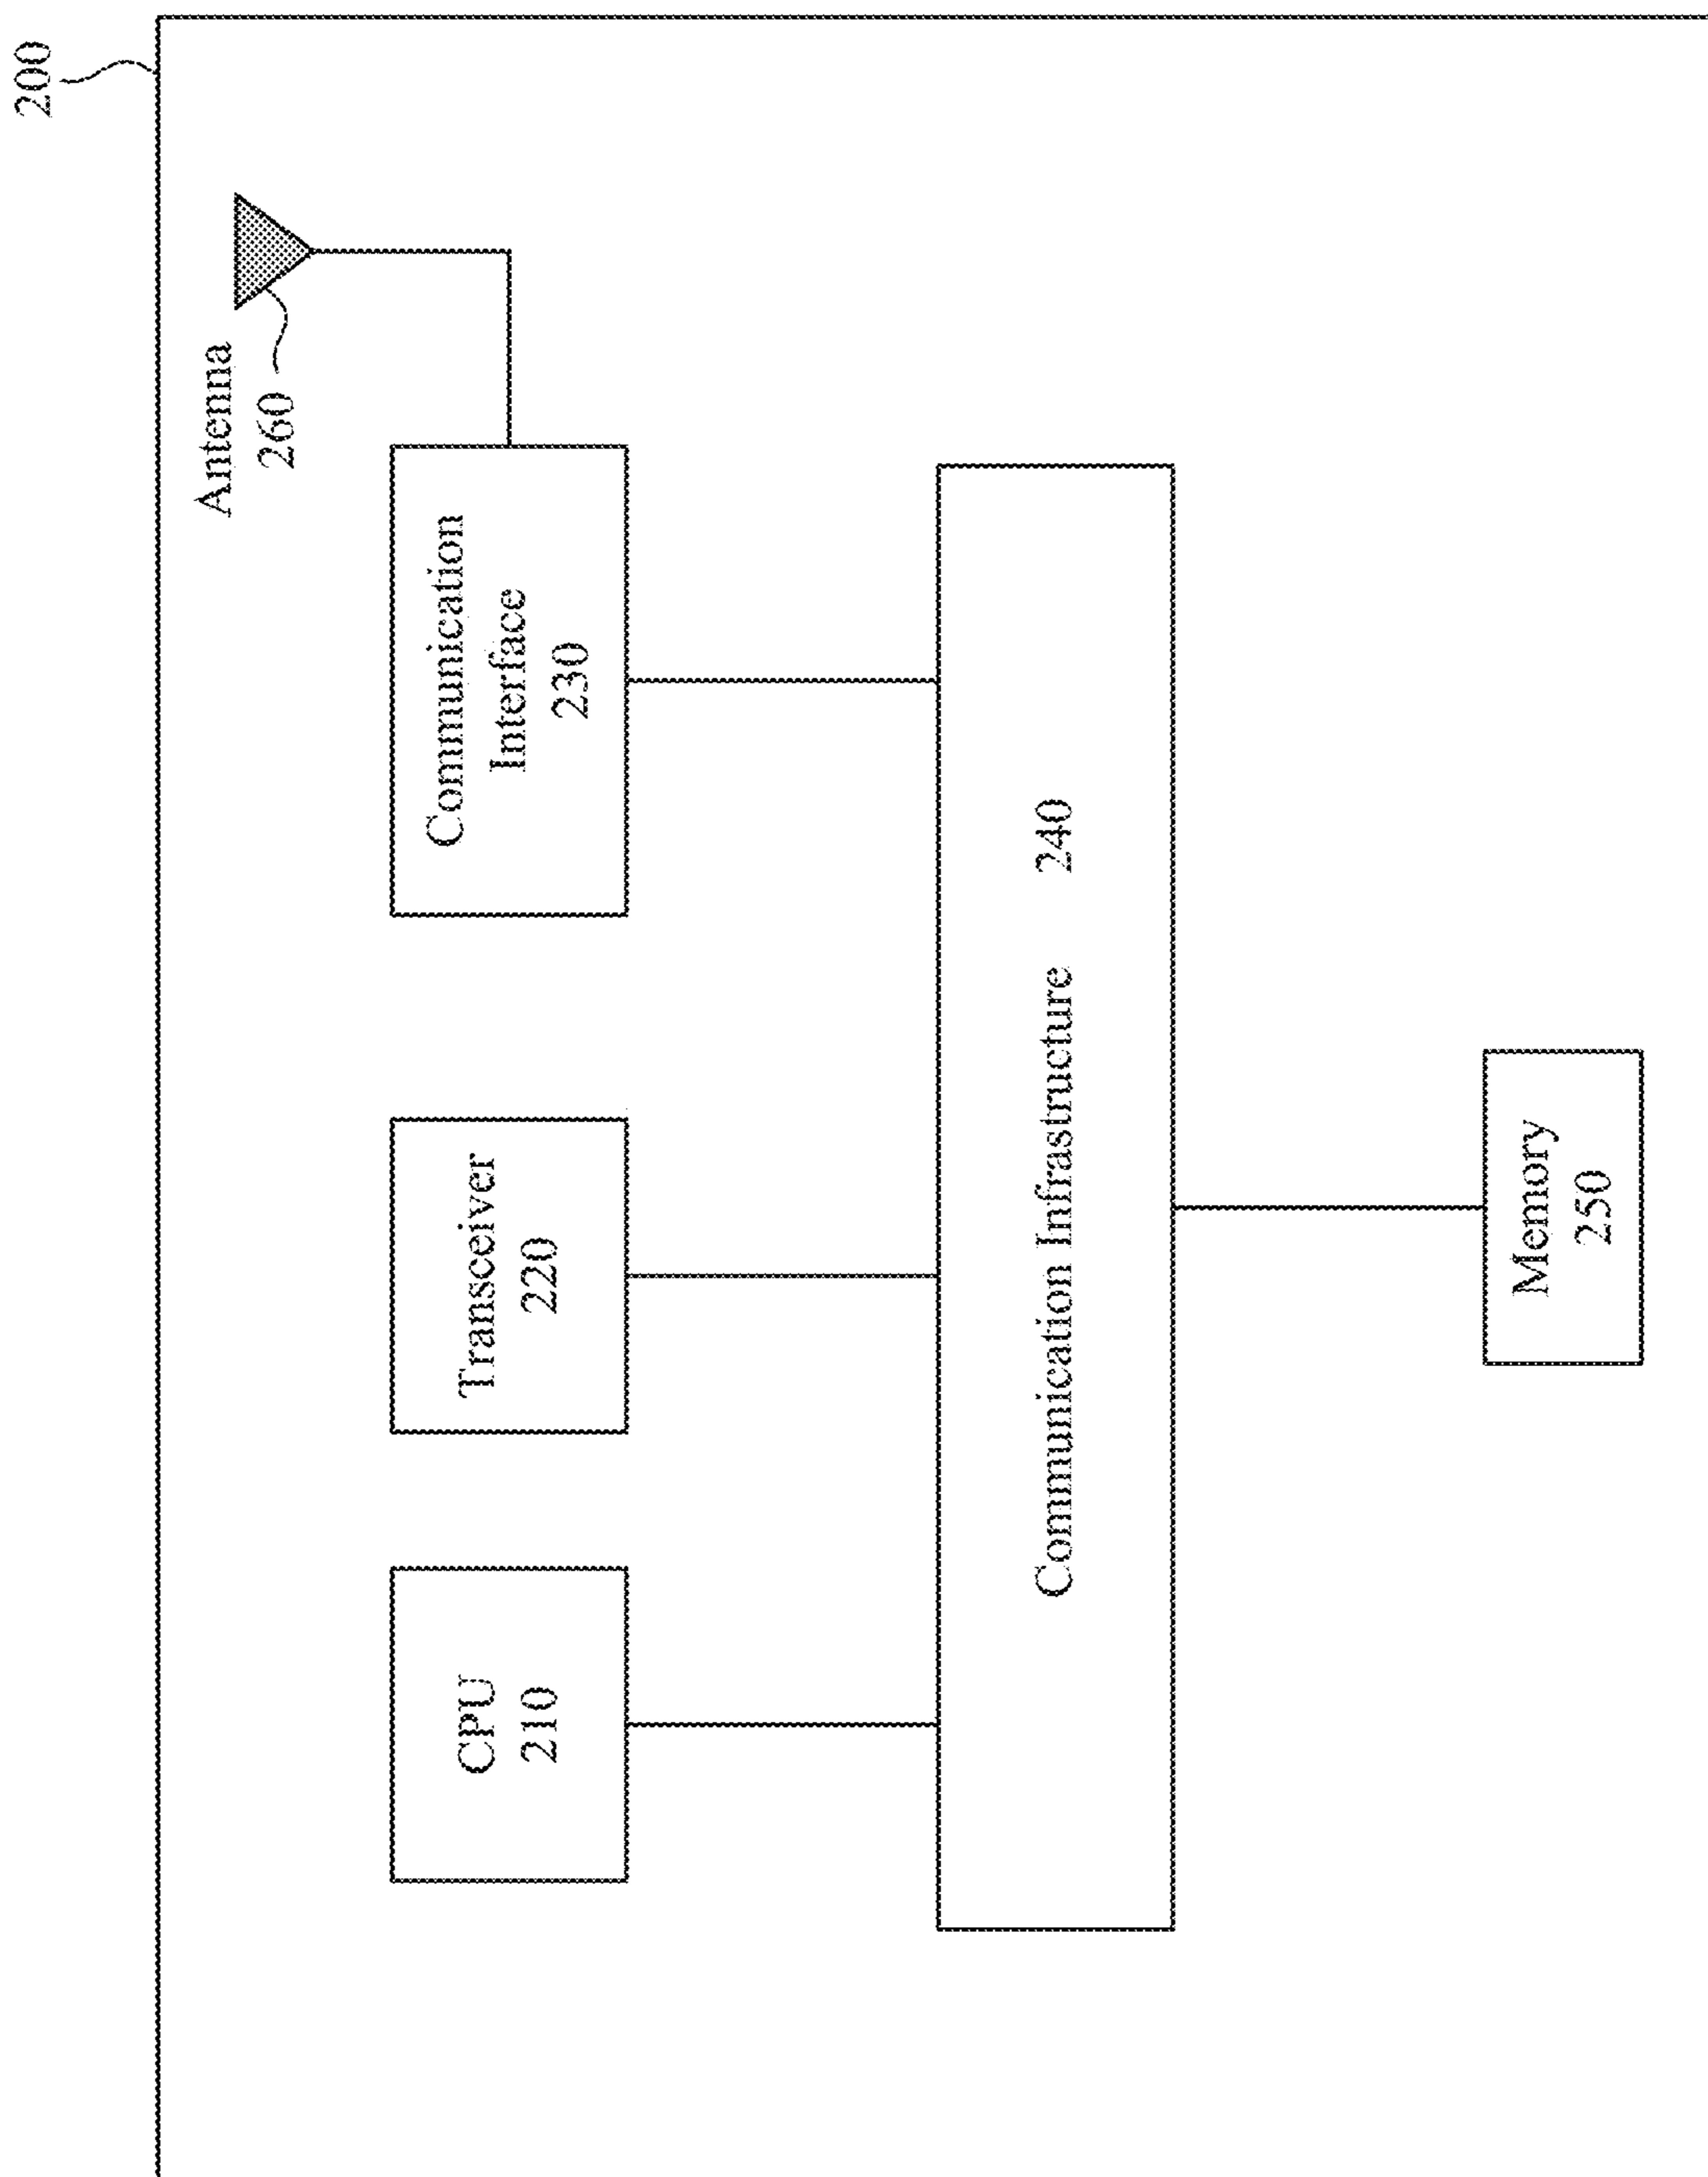 200
Antenna
260
CPU
210
Transceiver
220
Communication
Interface
230
Communication Infrastructure 240
Memory
250